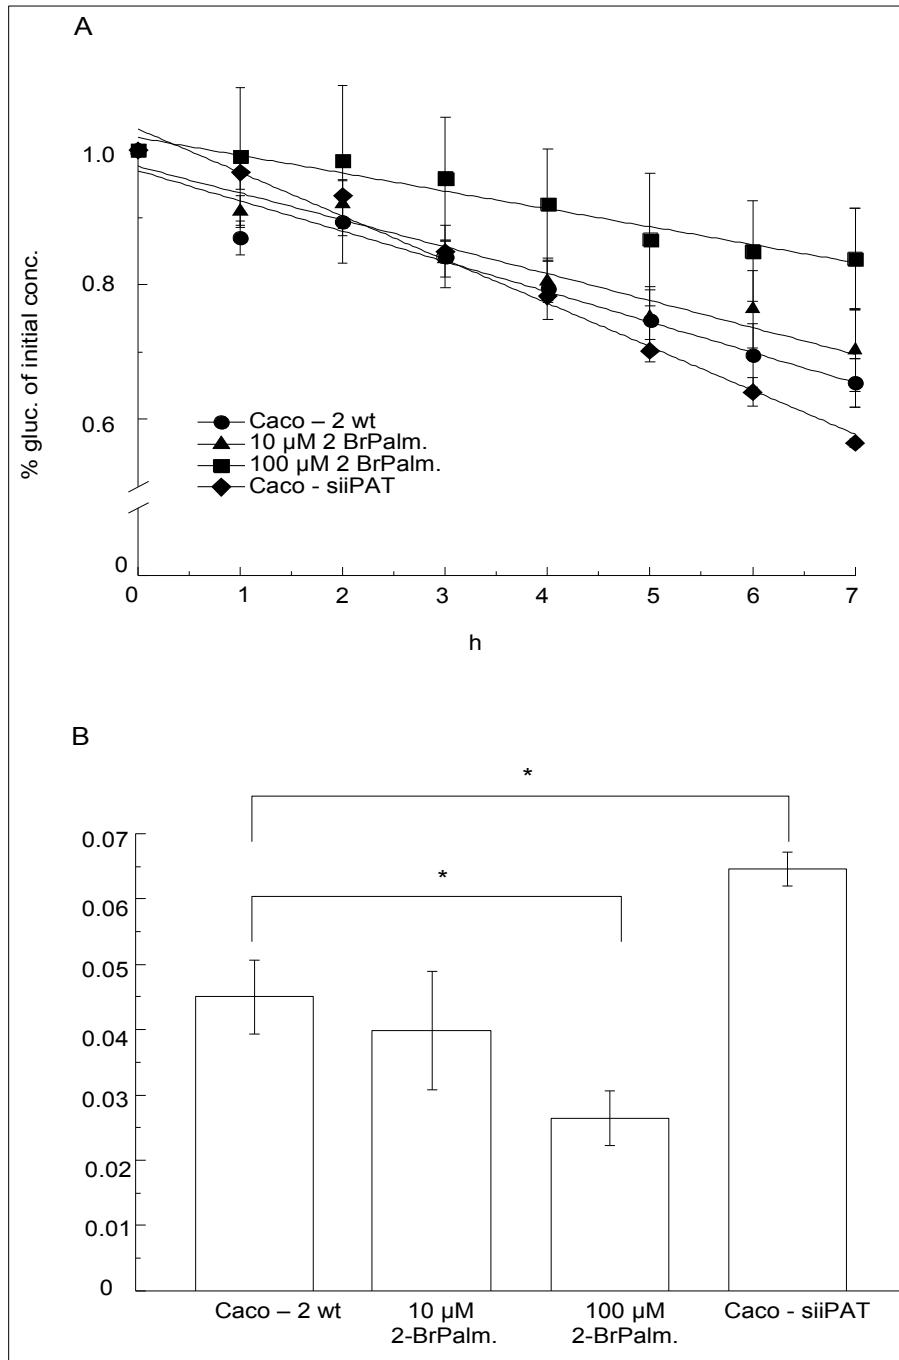 A
% gluc. of initial conc.
1.0
0.8
0.6
0
Caco – 2 wt
10 µM 2 BrPalm.
100 µM 2 BrPalm.
Caco - siiPAT
0 1 2 3 4 5 6 7
h
B
*
*
0.07
0.06
0.05
0.04
0.03
0.02
0.01
0
Caco – 2 wt
10 µM
2-BrPalm.
100 µM
2-BrPalm.
Caco - siiPAT